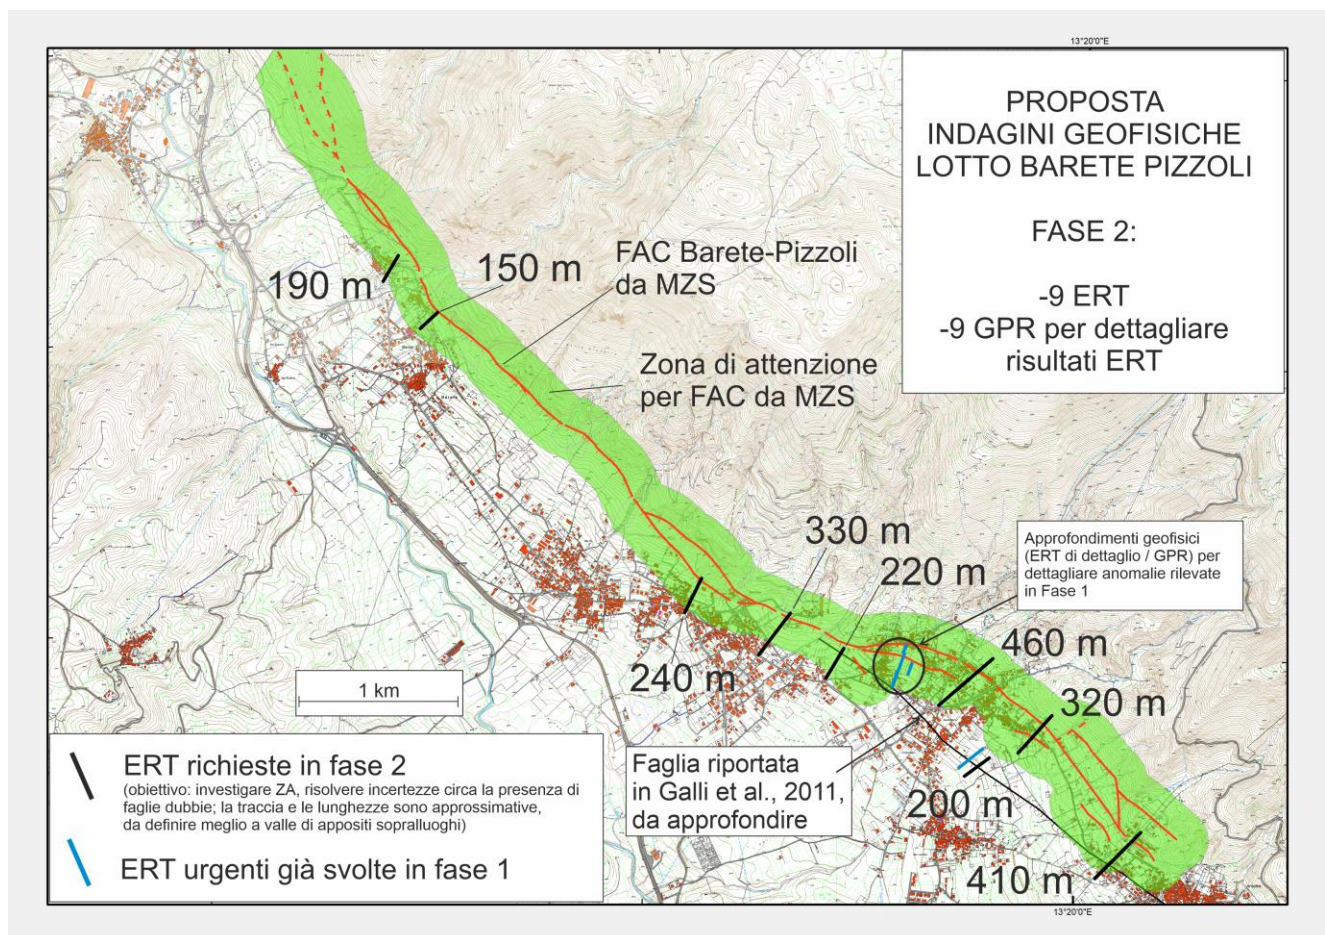 13°20'0"E
PROPOSTA
INDAGINI GEOFISICHE
LOTTO BARETE PIZZOLI
FASE 2:
-9 ERT
-9 GPR per dettagliare
risultati ERT
190 m
150 m
FAC Barete-Pizzoli
da MZS
Zona di attenzione
per FAC da MZS
330 m
220 m
Approfondimenti geofisici
(ERT di dettaglio / GPR) per
dettagliare anomalie rilevate
in Fase 1
460 m
240 m
320 m
1 km
Faglia riportata
in Galli et al., 2011,
da approfondire
200 m
410 m
ERT richieste in fase 2
(obiettivo: investigare ZA, risolvere incertezze circa la presenza di
faglie dubbie; la traccia e le lunghezze sono approssimative,
da definire meglio a valle di appositi sopralluoghi)
ERT urgenti già svolte in fase 1
13°20'0"E